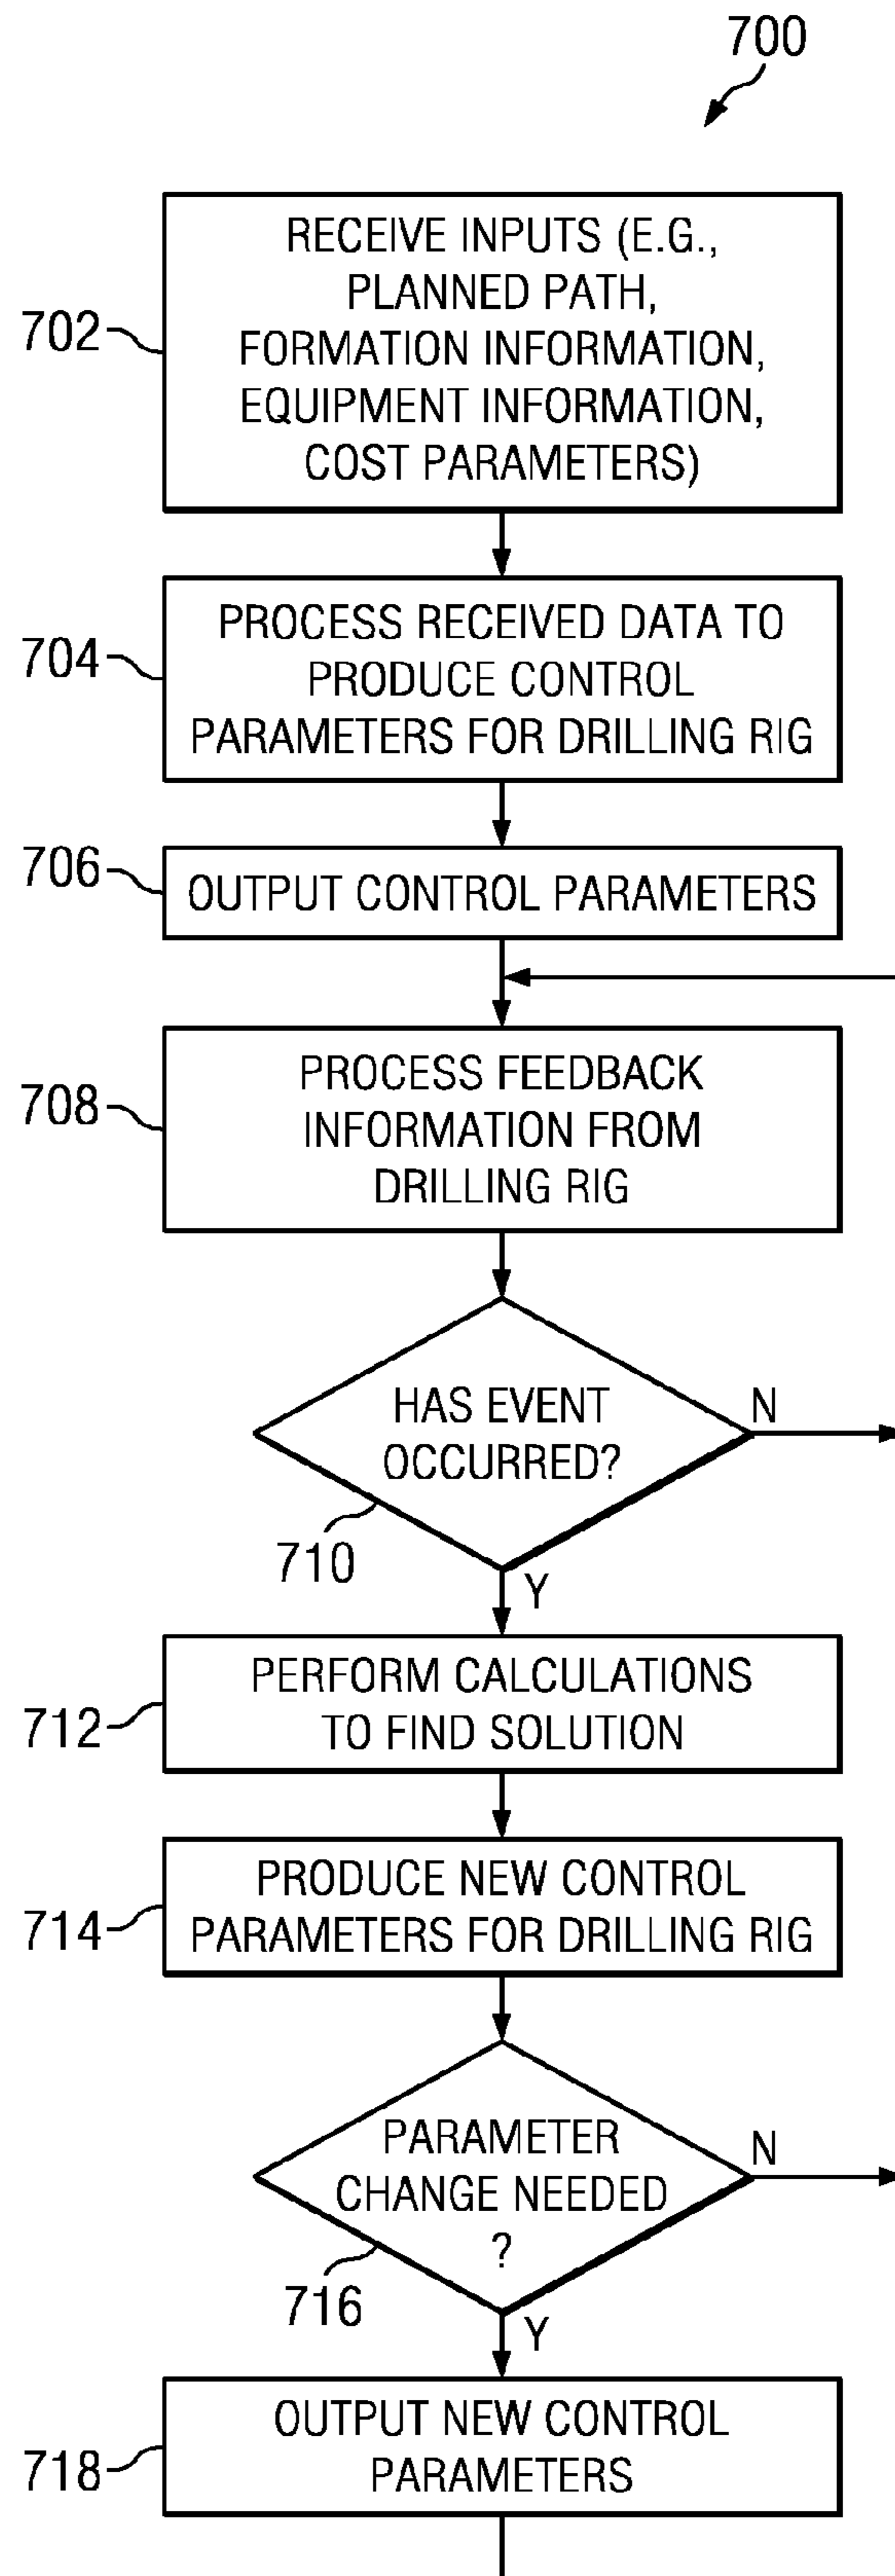 700
702
RECEIVE INPUTS (E.G.,
PLANNED PATH,
FORMATION INFORMATION,
EQUIPMENT INFORMATION,
COST PARAMETERS)
704
PROCESS RECEIVED DATA TO
PRODUCE CONTROL
PARAMETERS FOR DRILLING RIG
706
OUTPUT CONTROL PARAMETERS
708
PROCESS FEEDBACK
INFORMATION FROM
DRILLING RIG
HAS EVENT
OCCURRED?
N
710
Y
712
PERFORM CALCULATIONS
TO FIND SOLUTION
714
PRODUCE NEW CONTROL
PARAMETERS FOR DRILLING RIG
PARAMETER
CHANGE NEEDED
?
N
716
Y
718
OUTPUT NEW CONTROL
PARAMETERS